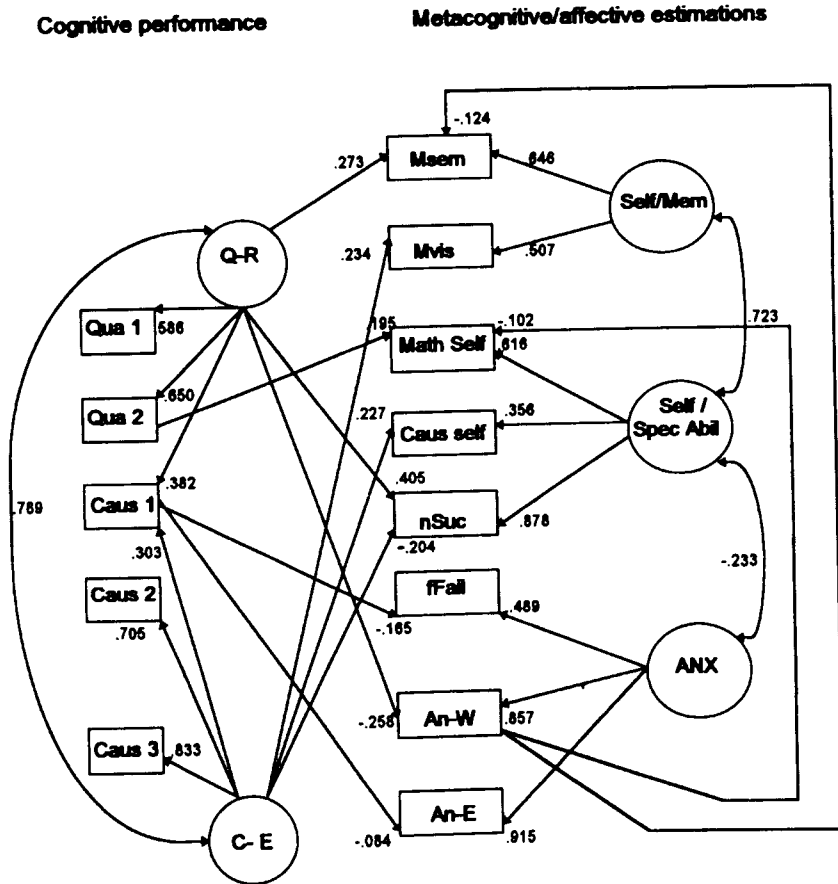 Cognitive performance
Metacognitive/affective estimations
-.124
Msem
.273
.646
Self/Mem
Q-R
.234
Mvis
.507
Qua 1
.586
.195
Math Self
-.102
.616
.723
Qua 2
.650
.227
Caus self
.356
Self /
Spec Abil
Caus 1
.382
.405
nSuc
.878
-.204
.789
.303
-.233
Caus 2
.705
fFail
-.165
.489
ANX
-.258
An-W
.857
Caus 3
.833
C- E
-.084
An-E
.915